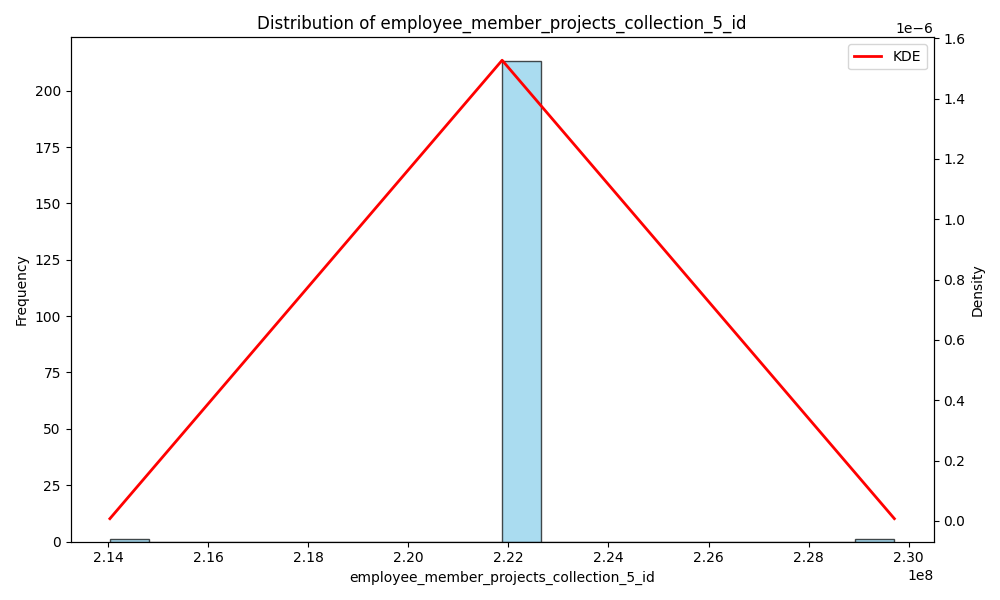 Distribution of employee_member_projects_collection_5_id
1e−6
KDE
Frequency
0
25
50
75
100
125
150
175
200
Density
0.0
0.2
0.4
0.6
0.8
1.0
1.2
1.4
1.6
2.14 2.16 2.18 2.20 2.22 2.24 2.26 2.28 2.30
1e8
employee_member_projects_collection_5_id